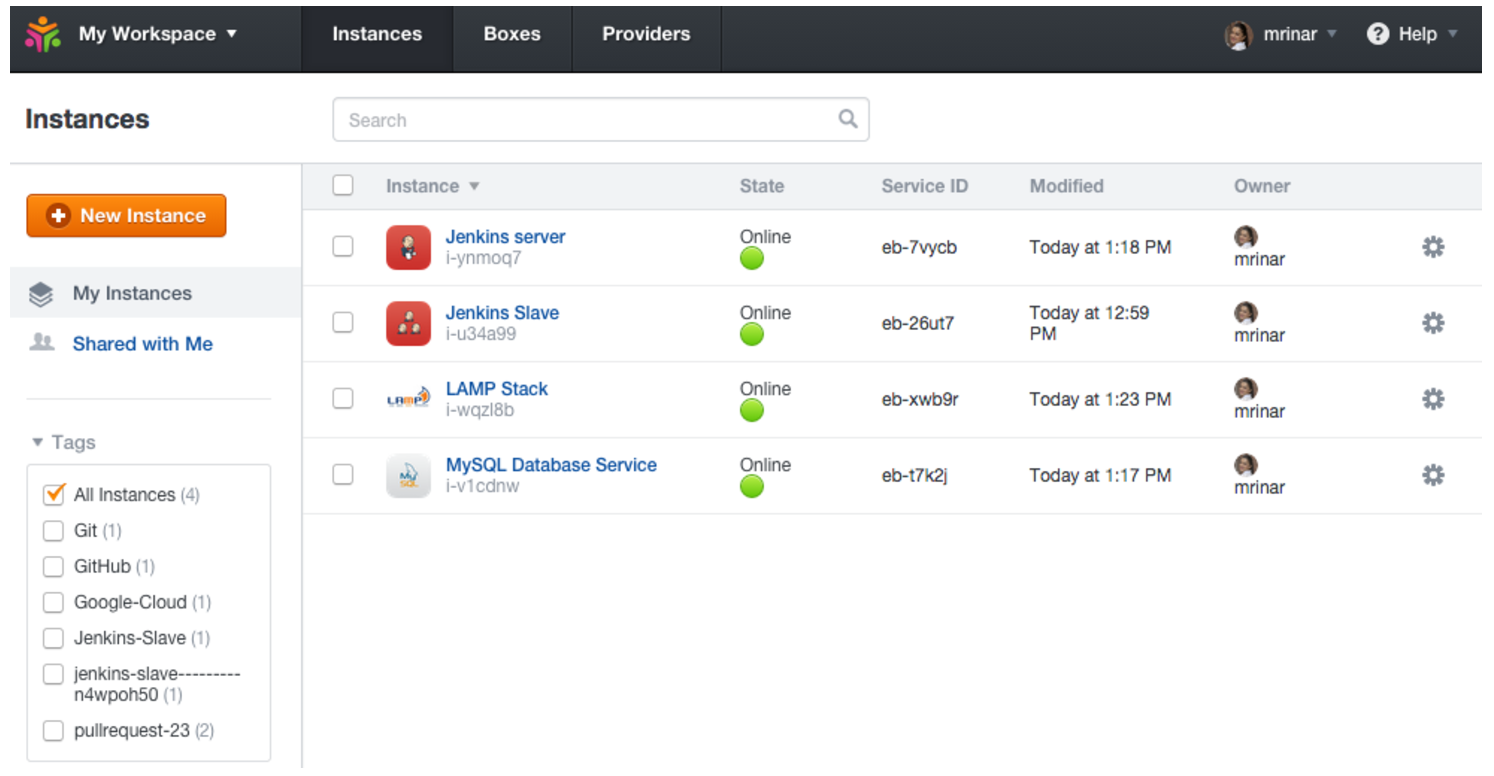 My Workspace
Instances
Boxes
Providers
mrinar
? Help
Instances
Search
New Instance
My Instances
Shared with Me
Tags
All Instances (4)
Git (1)
GitHub (1)
Google-Cloud (1)
Jenkins-Slave (1)
jenkins-slave---------
n4wpoh50 (1)
pullrequest-23 (2)
Instance State Service ID Modified Owner
Jenkins server
i-ynmoq7
Online
eb-7vycb
Today at 1:18 PM
mrinar
Jenkins Slave
i-u34a99
Online
eb-26ut7
Today at 12:59
PM
mrinar
LAMP
LAMP Stack
i-wqzl8b
Online
eb-xwb9r
Today at 1:23 PM
mrinar
My
SQL
MySQL Database Service
i-v1cdnw
Online
eb-t7k2j
Today at 1:17 PM
mrinar